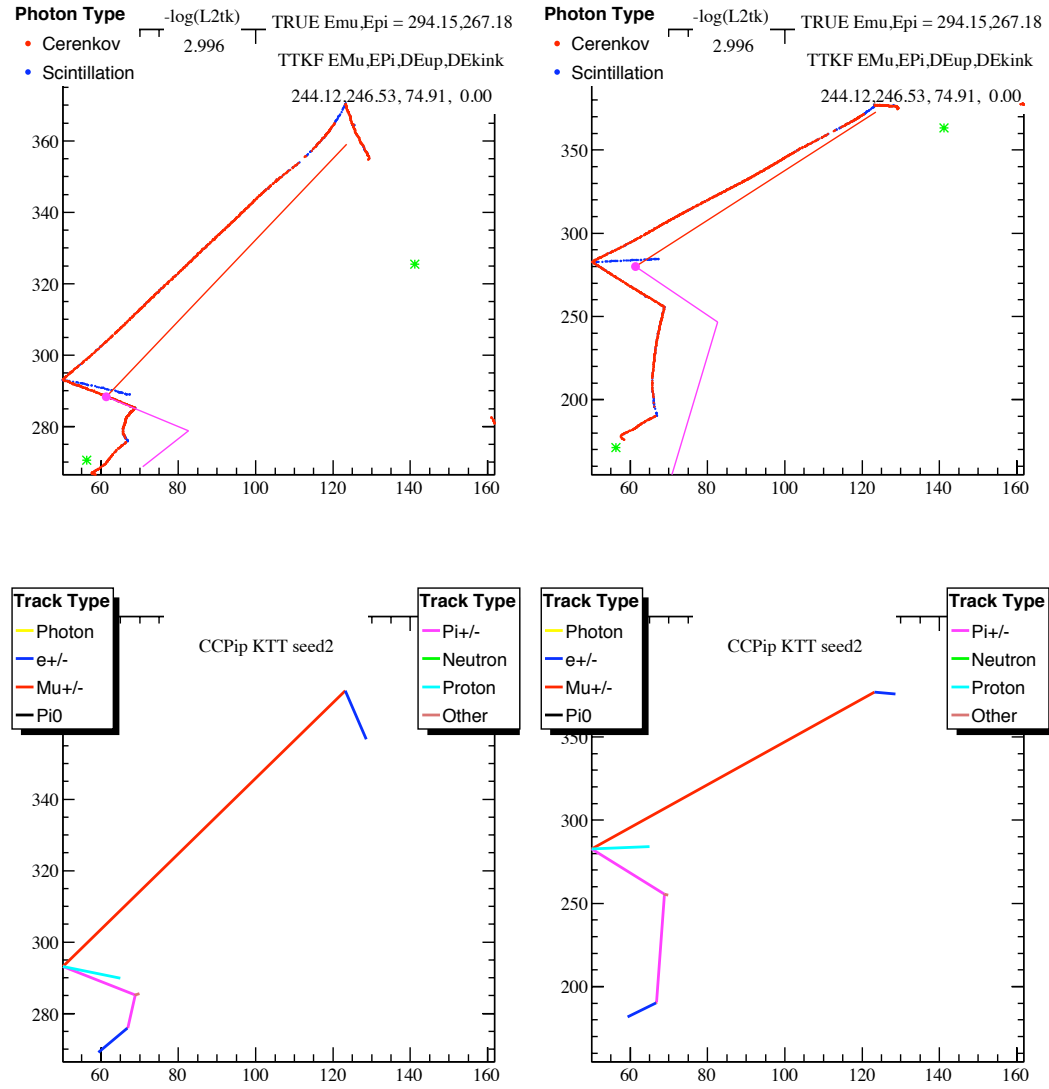 Photon Type
Cerenkov
Scintillation
-log(L2tk)
2.996
TRUE Emu,Epi = 294.15,267.18
TTKF EMu,EPi,DEup,DEkink
244.12,246.53, 74.91, 0.00
360
340
320
300
280
60 80 100 120 140 160
Photon Type
Cerenkov
Scintillation
-log(L2tk)
2.996
TRUE Emu,Epi = 294.15,267.18
TTKF EMu,EPi,DEup,DEkink
244.12,246.53, 74.91, 0.00
350
300
250
200
60 80 100 120 140 160
Track Type
Photon
e+/-
Mu+/-
Pi0
CCPip KTT seed2
Track Type
Pi+/-
Neutron
Proton
Other
340
320
300
280
60 80 100 120 140 160
Track Type
Photon
e+/-
Mu+/-
Pi0
CCPip KTT seed2
Track Type
Pi+/-
Neutron
Proton
Other
350
300
250
200
60 80 100 120 140 160